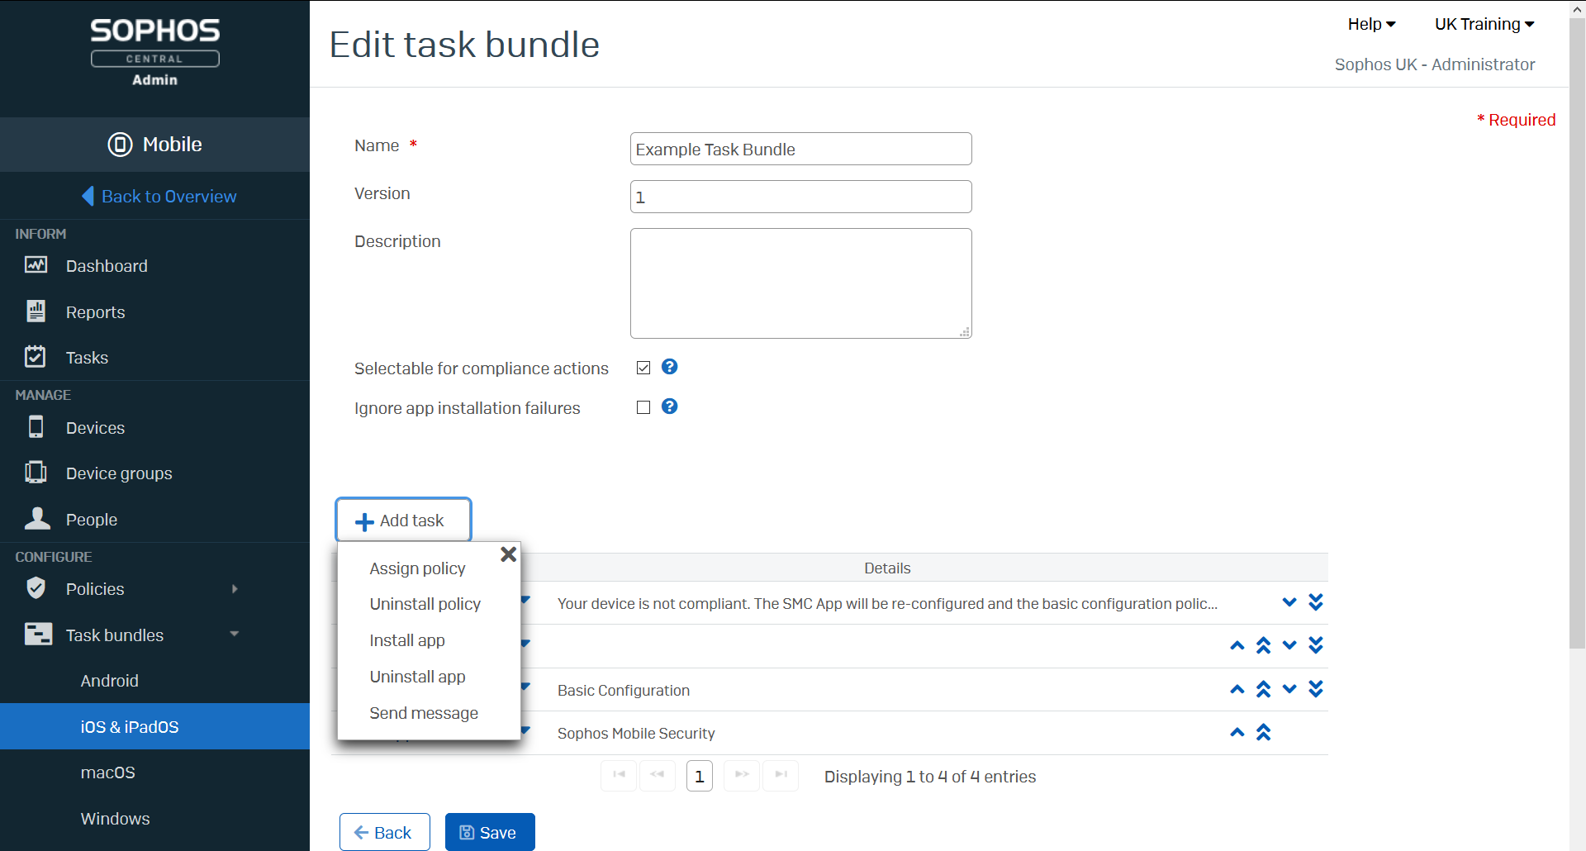 SOPHOS
CENTRAL
Admin
Mobile
Back to Overview
INFORM
Dashboard
Reports
Tasks
MANAGE
Devices
Device groups
People
CONFIGURE
Policies
Task bundles
Android
iOS & iPadOS
macOS
Windows
Edit task bundle
Help
UK Training
Sophos UK - Administrator
* Required
Name *
Example Task Bundle
Version
1
Description
Selectable for compliance actions
Ignore app installation failures
Add task
Assign policy
Uninstall policy
Install app
Uninstall app
Send message
Details
Your device is not compliant. The SMC App will be re-configured and the basic configuration polic...
Basic Configuration
Sophos Mobile Security
1
Displaying 1 to 4 of 4 entries
Back
Save